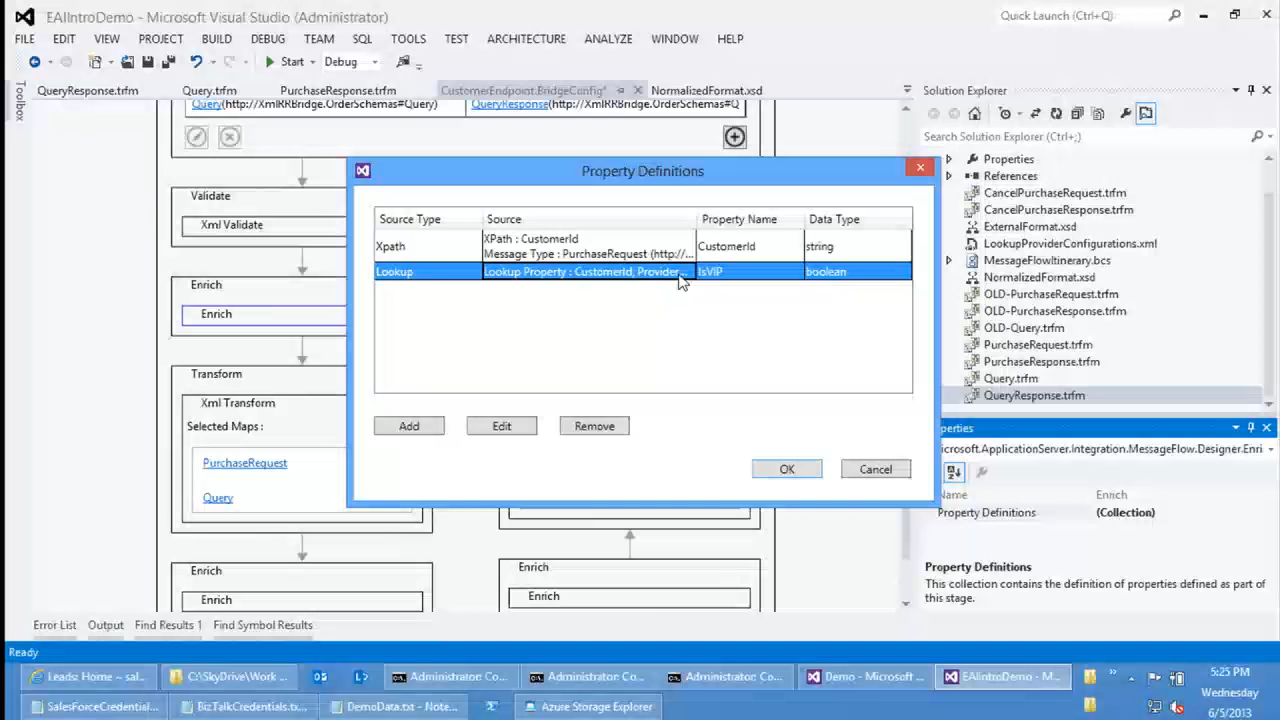 EAIIntroDemo - Microsoft Visual Studio (Administrator)
Quick Launch (Ctrl+Q)
FILE EDIT VIEW PROJECT BUILD DEBUG TEAM SQL TOOLS TEST ARCHITECTURE ANALYZE WINDOW HELP
Start Debug
Toolbox
QueryResponse.trfm Query.trfm PurchaseResponse.trfm CustomerEndpoint.BridgeConfig* NormalizedFormat.xsd
Query(http://XmlRRBridge.OrderSchemas#Query) QueryResponse(http://XmlRRBridge.OrderSchemas#Q
Validate
Xml Validate
Enrich
Enrich
Transform
Xml Transform
Selected Maps :
PurchaseRequest
Query
Enrich
Enrich
Enrich
Enrich
Property Definitions
Source Type Source Property Name Data Type
Xpath XPath : CustomerId CustomerId string
Message Type : PurchaseRequest (http://...
Lookup Lookup Property : CustomerId, Provider... IsVIP boolean
Add Edit Remove
OK Cancel
Solution Explorer
Search Solution Explorer (Ctrl+;)
Properties
References
CancelPurchaseRequest.trfm
CancelPurchaseResponse.trfm
ExternalFormat.xsd
LookupProviderConfigurations.xml
MessageFlowItinerary.bcs
NormalizedFormat.xsd
OLD-PurchaseRequest.trfm
OLD-PurchaseResponse.trfm
OLD-Query.trfm
PurchaseRequest.trfm
PurchaseResponse.trfm
Query.trfm
QueryResponse.trfm
operties
icrosoft.ApplicationServer.Integration.MessageFlow.Designer.Enri
Name Enrich
Property Definitions (Collection)
Property Definitions
This collection contains the definition of properties defined as part of
this stage.
Error List Output Find Results 1 Find Symbol Results
Ready
Leads: Home ~ sal... C:\SkyDrive\Work ... Administrator: Co... Administrator: Co... Administrator: Co... Demo - Microsoft ... EAIIntroDemo - M...
SalesForceCredential... BizTalkCredentials.tx... DemoData.txt - Note... Azure Storage Explorer
5:25 PM
Wednesday
6/5/2013